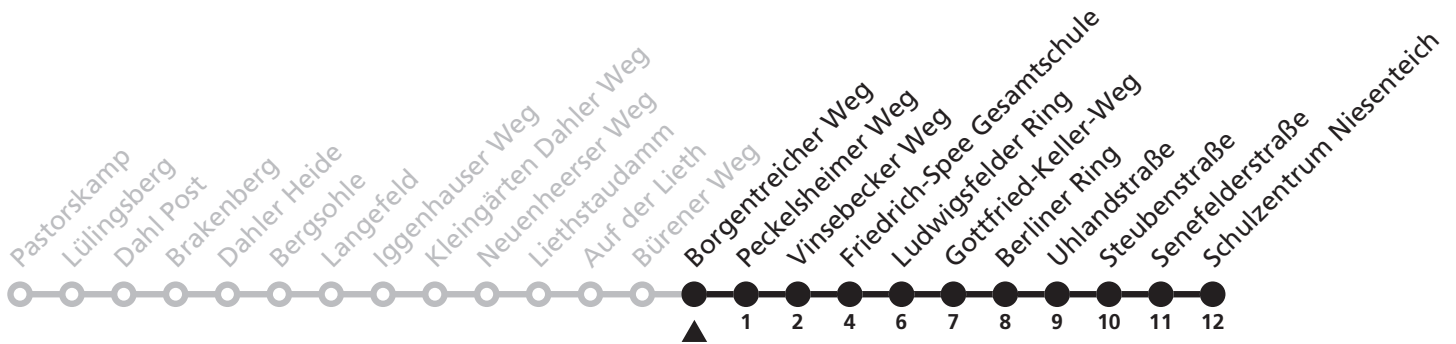 Pastorskamp
Lülingsberg
Dahl Post
Brakenberg
Dahler Heide
Bergsohle
Langefeld
Iggenhauser Weg
Kleingärten Dahler Weg
Neuenheerser Weg
Liethstaudamm
Auf der Lieth
Bürener Weg
Borgentreicher Weg
Peckelsheimer Weg
Vinsebecker Weg
Friedrich-Spee Gesamtschule
Ludwigsfelder Ring
Gottfried-Keller-Weg
Berliner Ring
Uhlandstraße
Steubenstraße
Senefelderstraße
Schulzentrum Niesenteich
1 2 4 6 7 8 9 10 11 12